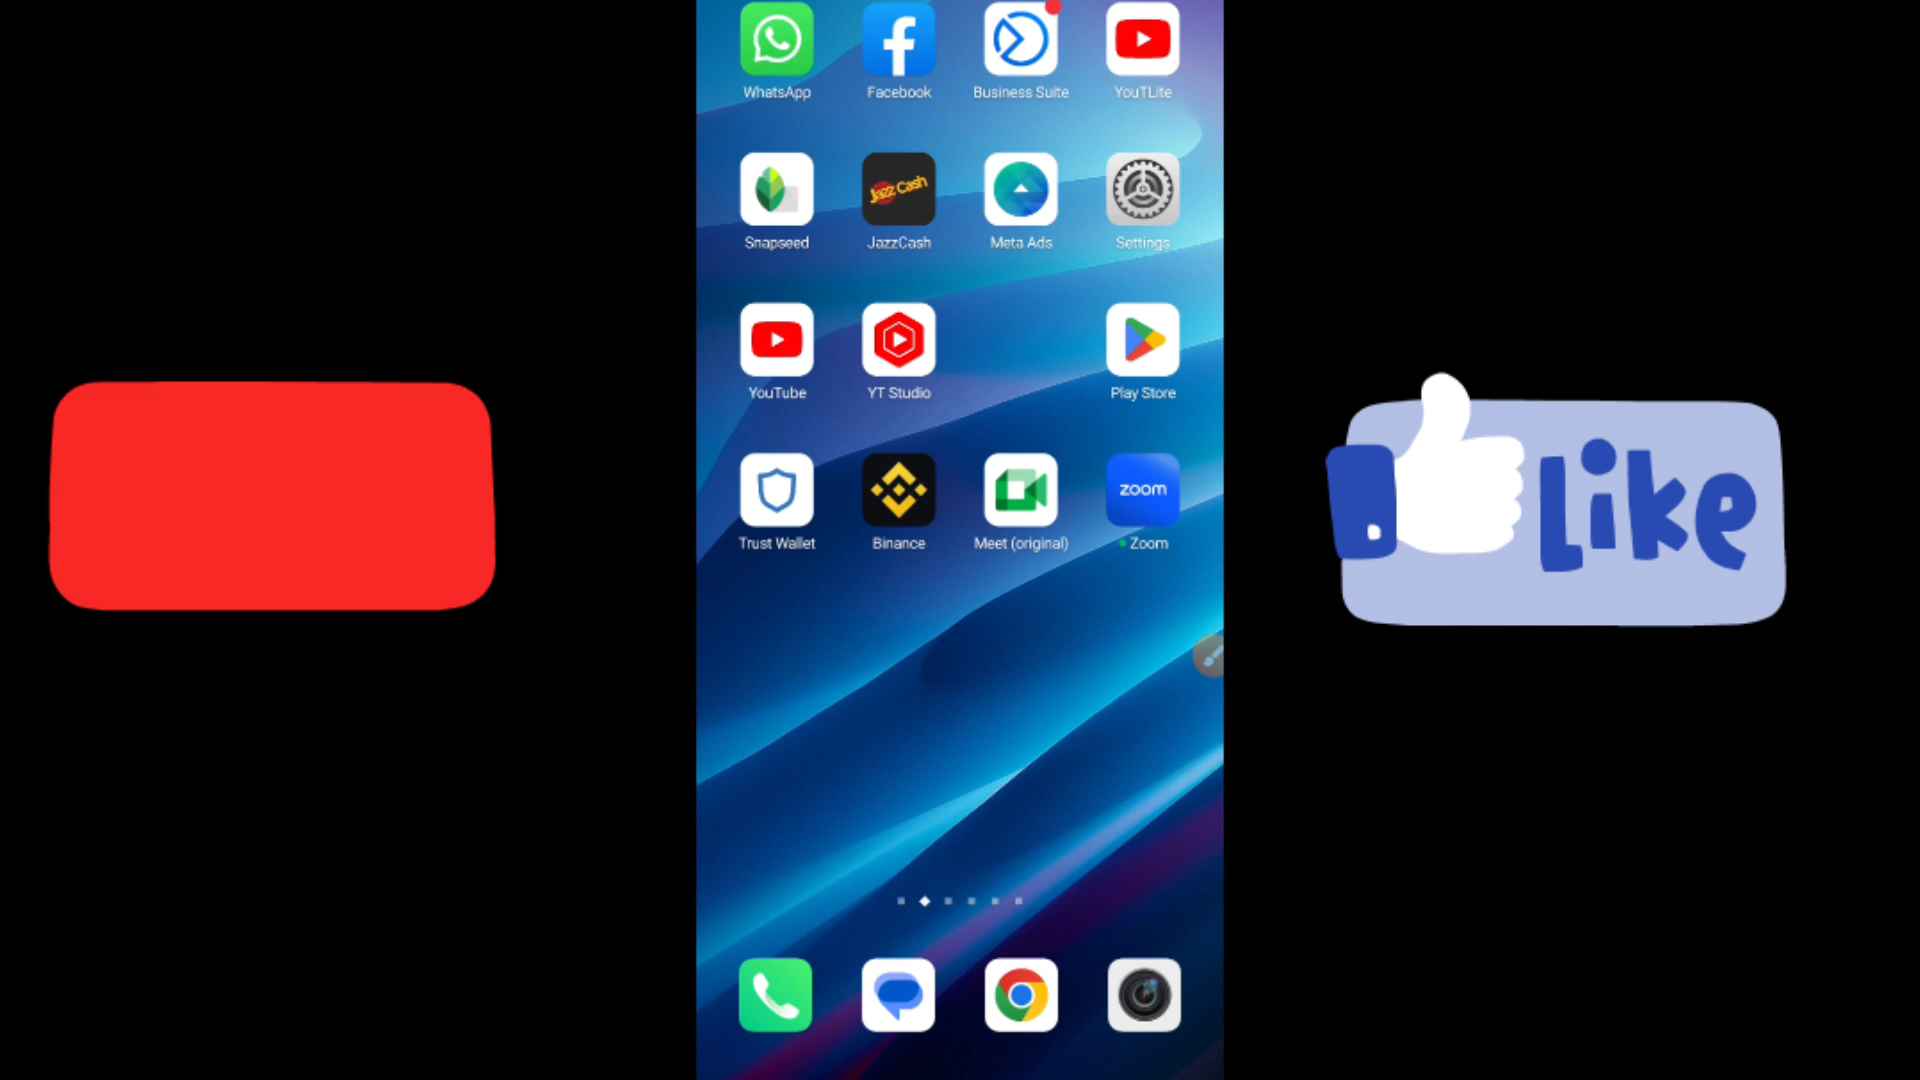 WhatsApp Facebook Business Suite YouTLite
Snapseed Jazz Cash JazzCash Meta Ads Settings
YouTube YT Studio Play Store
zoom
Trust Wallet Binance Meet (original) Zoom
Like